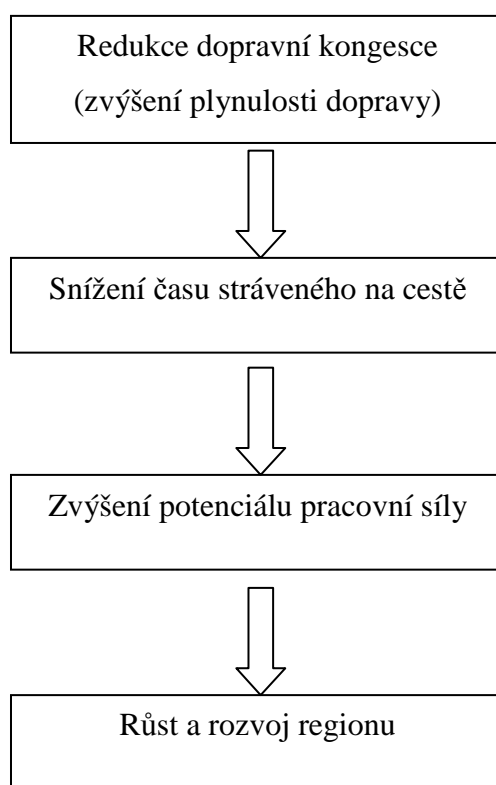 Redukce dopravní kongesce
(zvýšení plynulosti dopravy)
Snížení času stráveného na cestě
Zvýšení potenciálu pracovní síly
Růst a rozvoj regionu